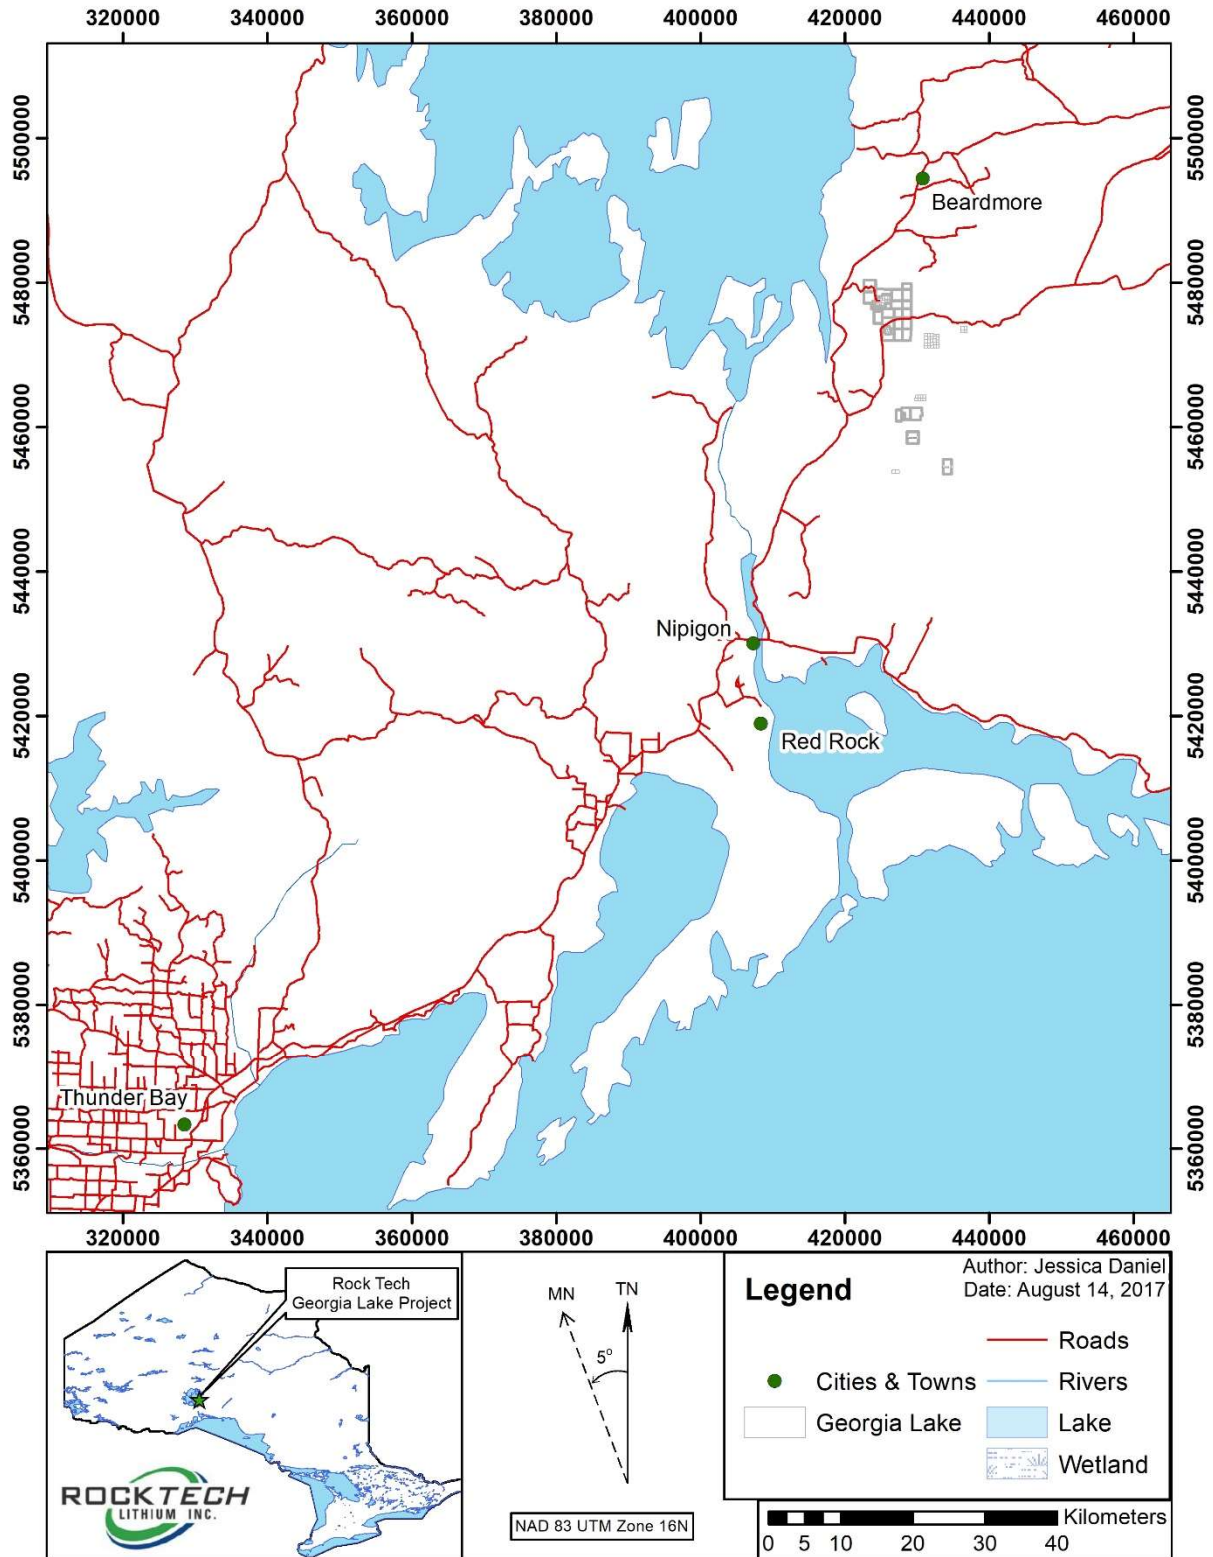 320000 340000 360000 380000 400000 420000 440000 460000
5500000
5480000
5460000
5440000
5420000
5400000
5380000
5360000
Beardmore
Nipigon
Red Rock
Thunder Bay
5500000
5480000
5460000
5440000
5420000
5400000
5380000
5360000
320000 340000 360000 380000 400000 420000 440000 460000
Rock Tech
Georgia Lake Project
ROCKTECH
LITHIUM INC.
MN TN
5°
NAD 83 UTM Zone 16N
Author: Jessica Daniel
Date: August 14, 2017
Legend
Roads
Cities & Towns
Rivers
Georgia Lake
Lake
Wetland
Kilometers
0 5 10 20 30 40